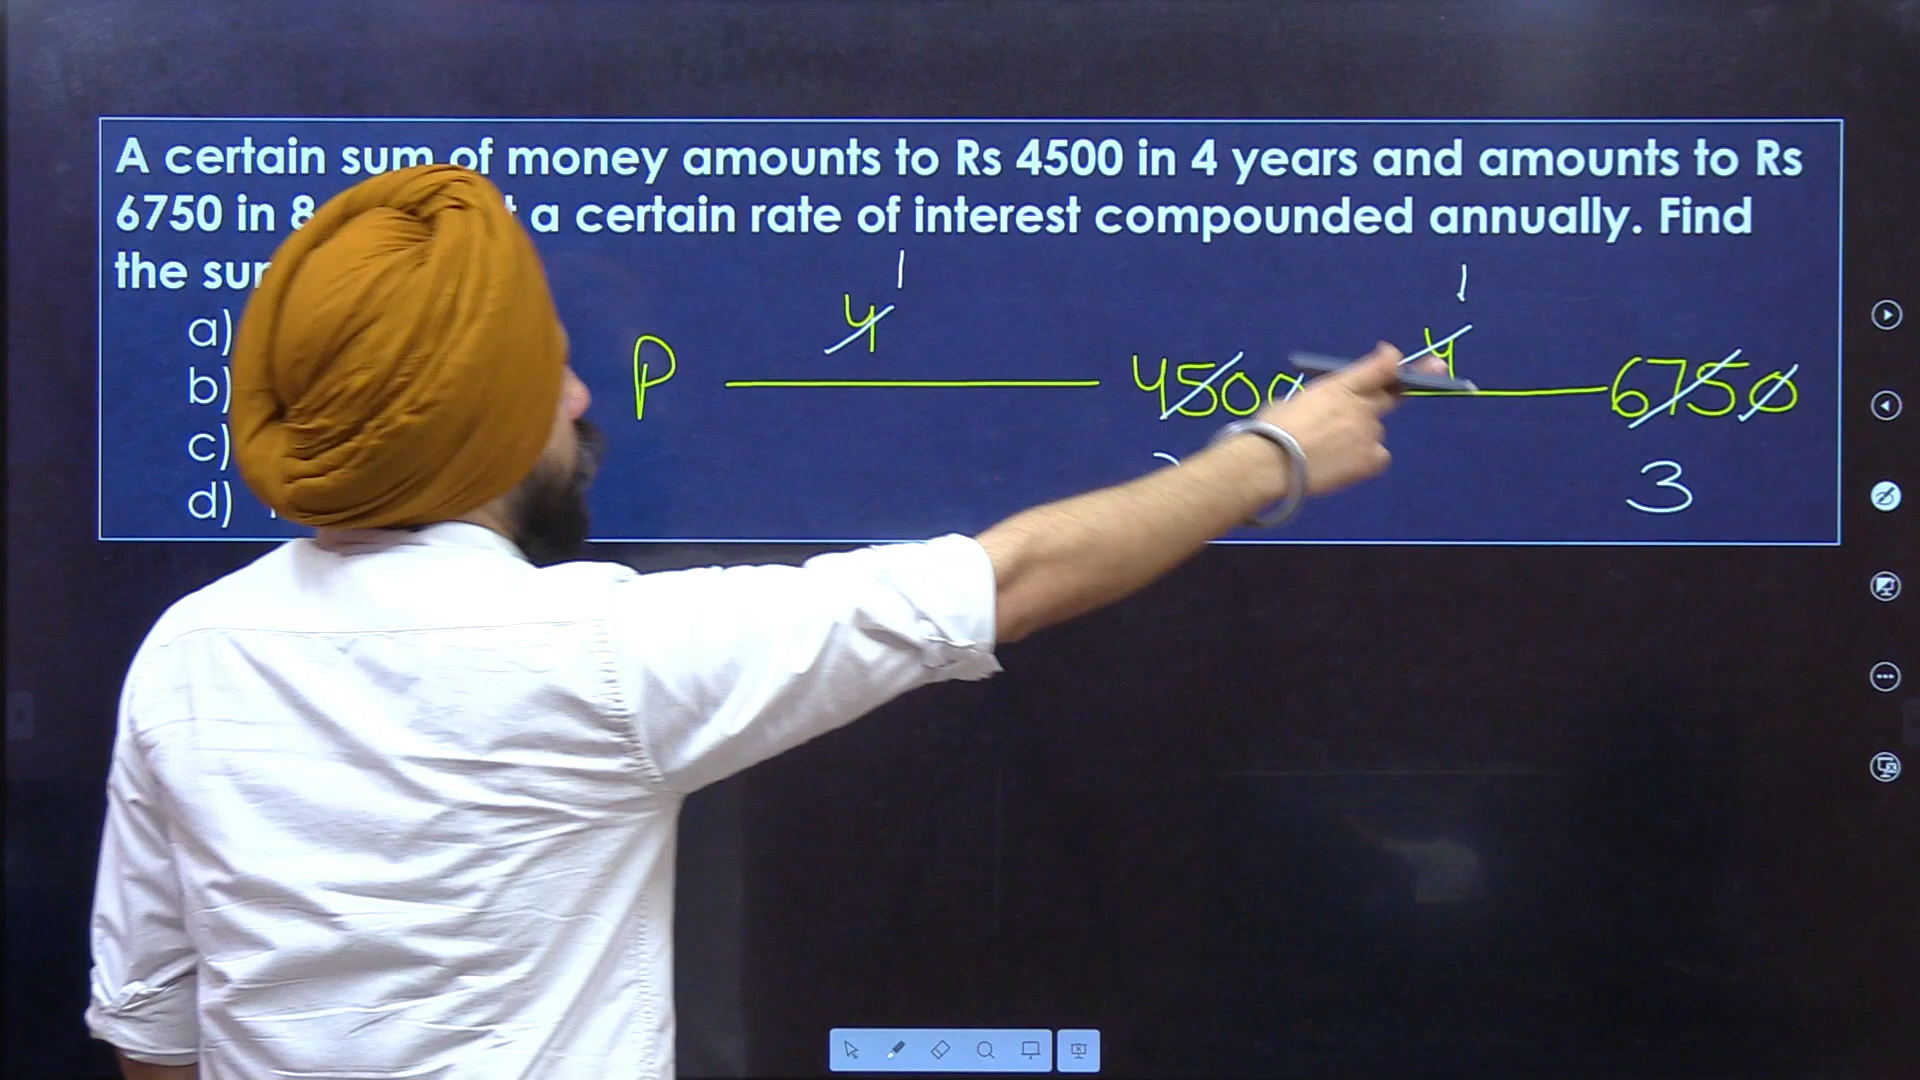 A certain sum of money amounts to Rs 4500 in 4 years and amounts to Rs
6750 in 8 a certain rate of interest compounded annually. Find
the
a)
b)
c)
d)
1 1
4 4
P 4500 6750
3